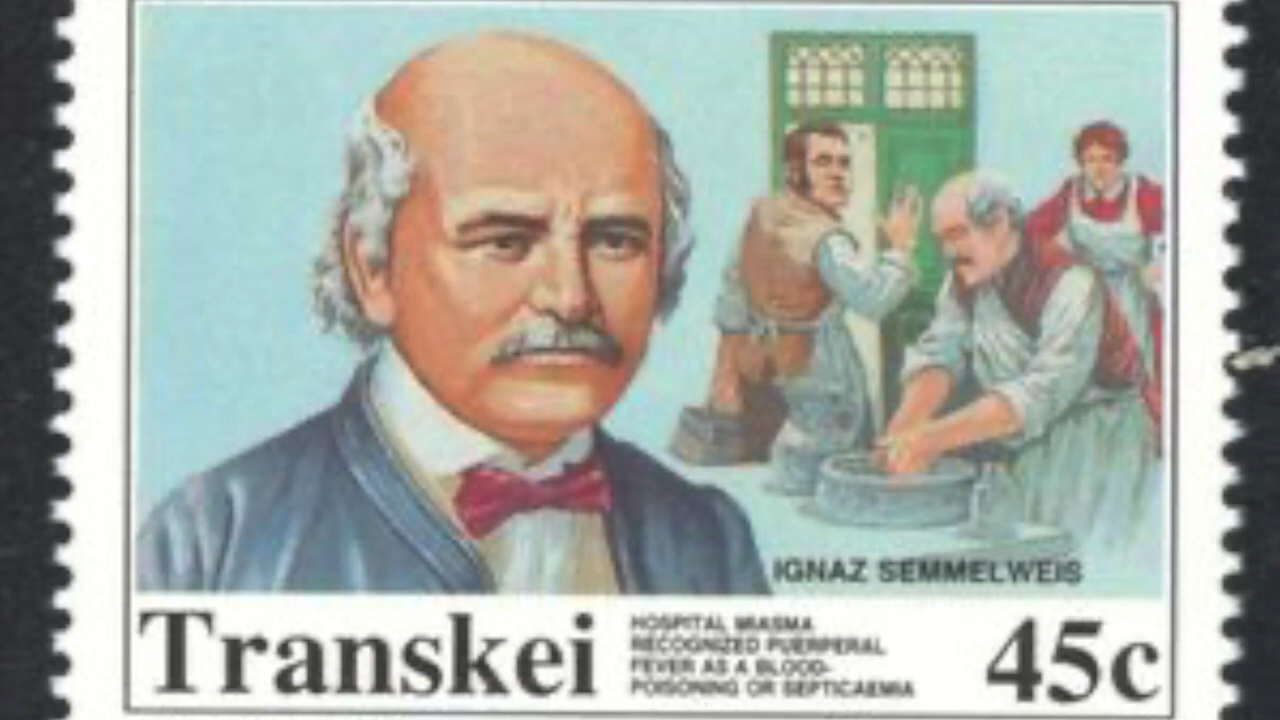 IGNAZ SEMMELWEIS
Transkei
HOSPITAL MIASMA
RECOGNIZED PUERPERAL
FEVER AS A BLOOD-
POISONING OR SEPTICAEMIA
45c